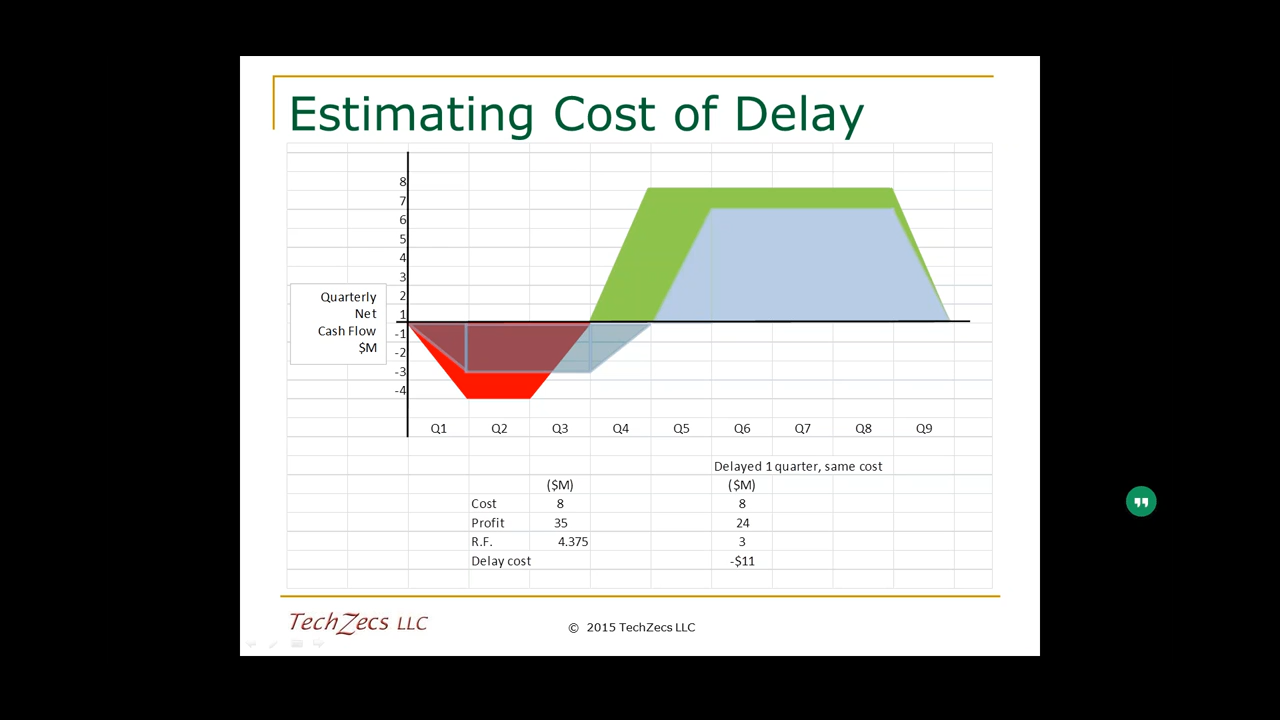 Estimating Cost of Delay
8
7
6
5
4
3
2
1
-1
-2
-3
-4
Quarterly
Net
Cash Flow
$M
Q1 Q2 Q3 Q4 Q5 Q6 Q7 Q8 Q9
Delayed 1 quarter, same cost
($M) ($M)
Cost 8 8
Profit 35 24
R.F. 4.375 3
Delay cost -$11
TechZecs LLC
© 2015 TechZecs LLC